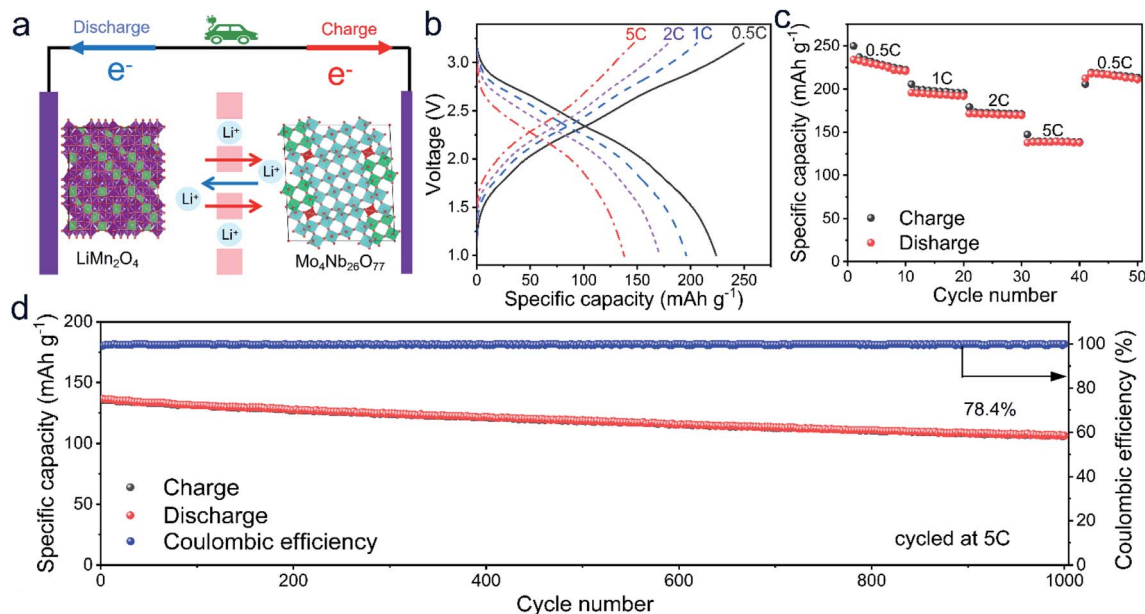 a
Discharge
Charge
e-
e-
Li+
Li+
Li+
Li+
LiMn2O4
Mo4Nb26O77
b
5C
2C
1C
0.5C
3.0
2.5
2.0
1.5
1.0
Voltage (V)
0
50
100
150
200
250
Specific capacity (mAh g-1)
c
250
200
150
100
50
0
Specific capacity (mAh g-1)
0.5C
1C
2C
5C
0.5C
Charge
Disharge
0
10
20
30
40
50
Cycle number
d
200
150
100
50
0
Specific capacity (mAh g-1)
100
80
60
40
20
0
Coulombic efficiency (%)
78.4%
Charge
Discharge
Coulombic efficiency
cycled at 5C
0
200
400
600
800
1000
Cycle number